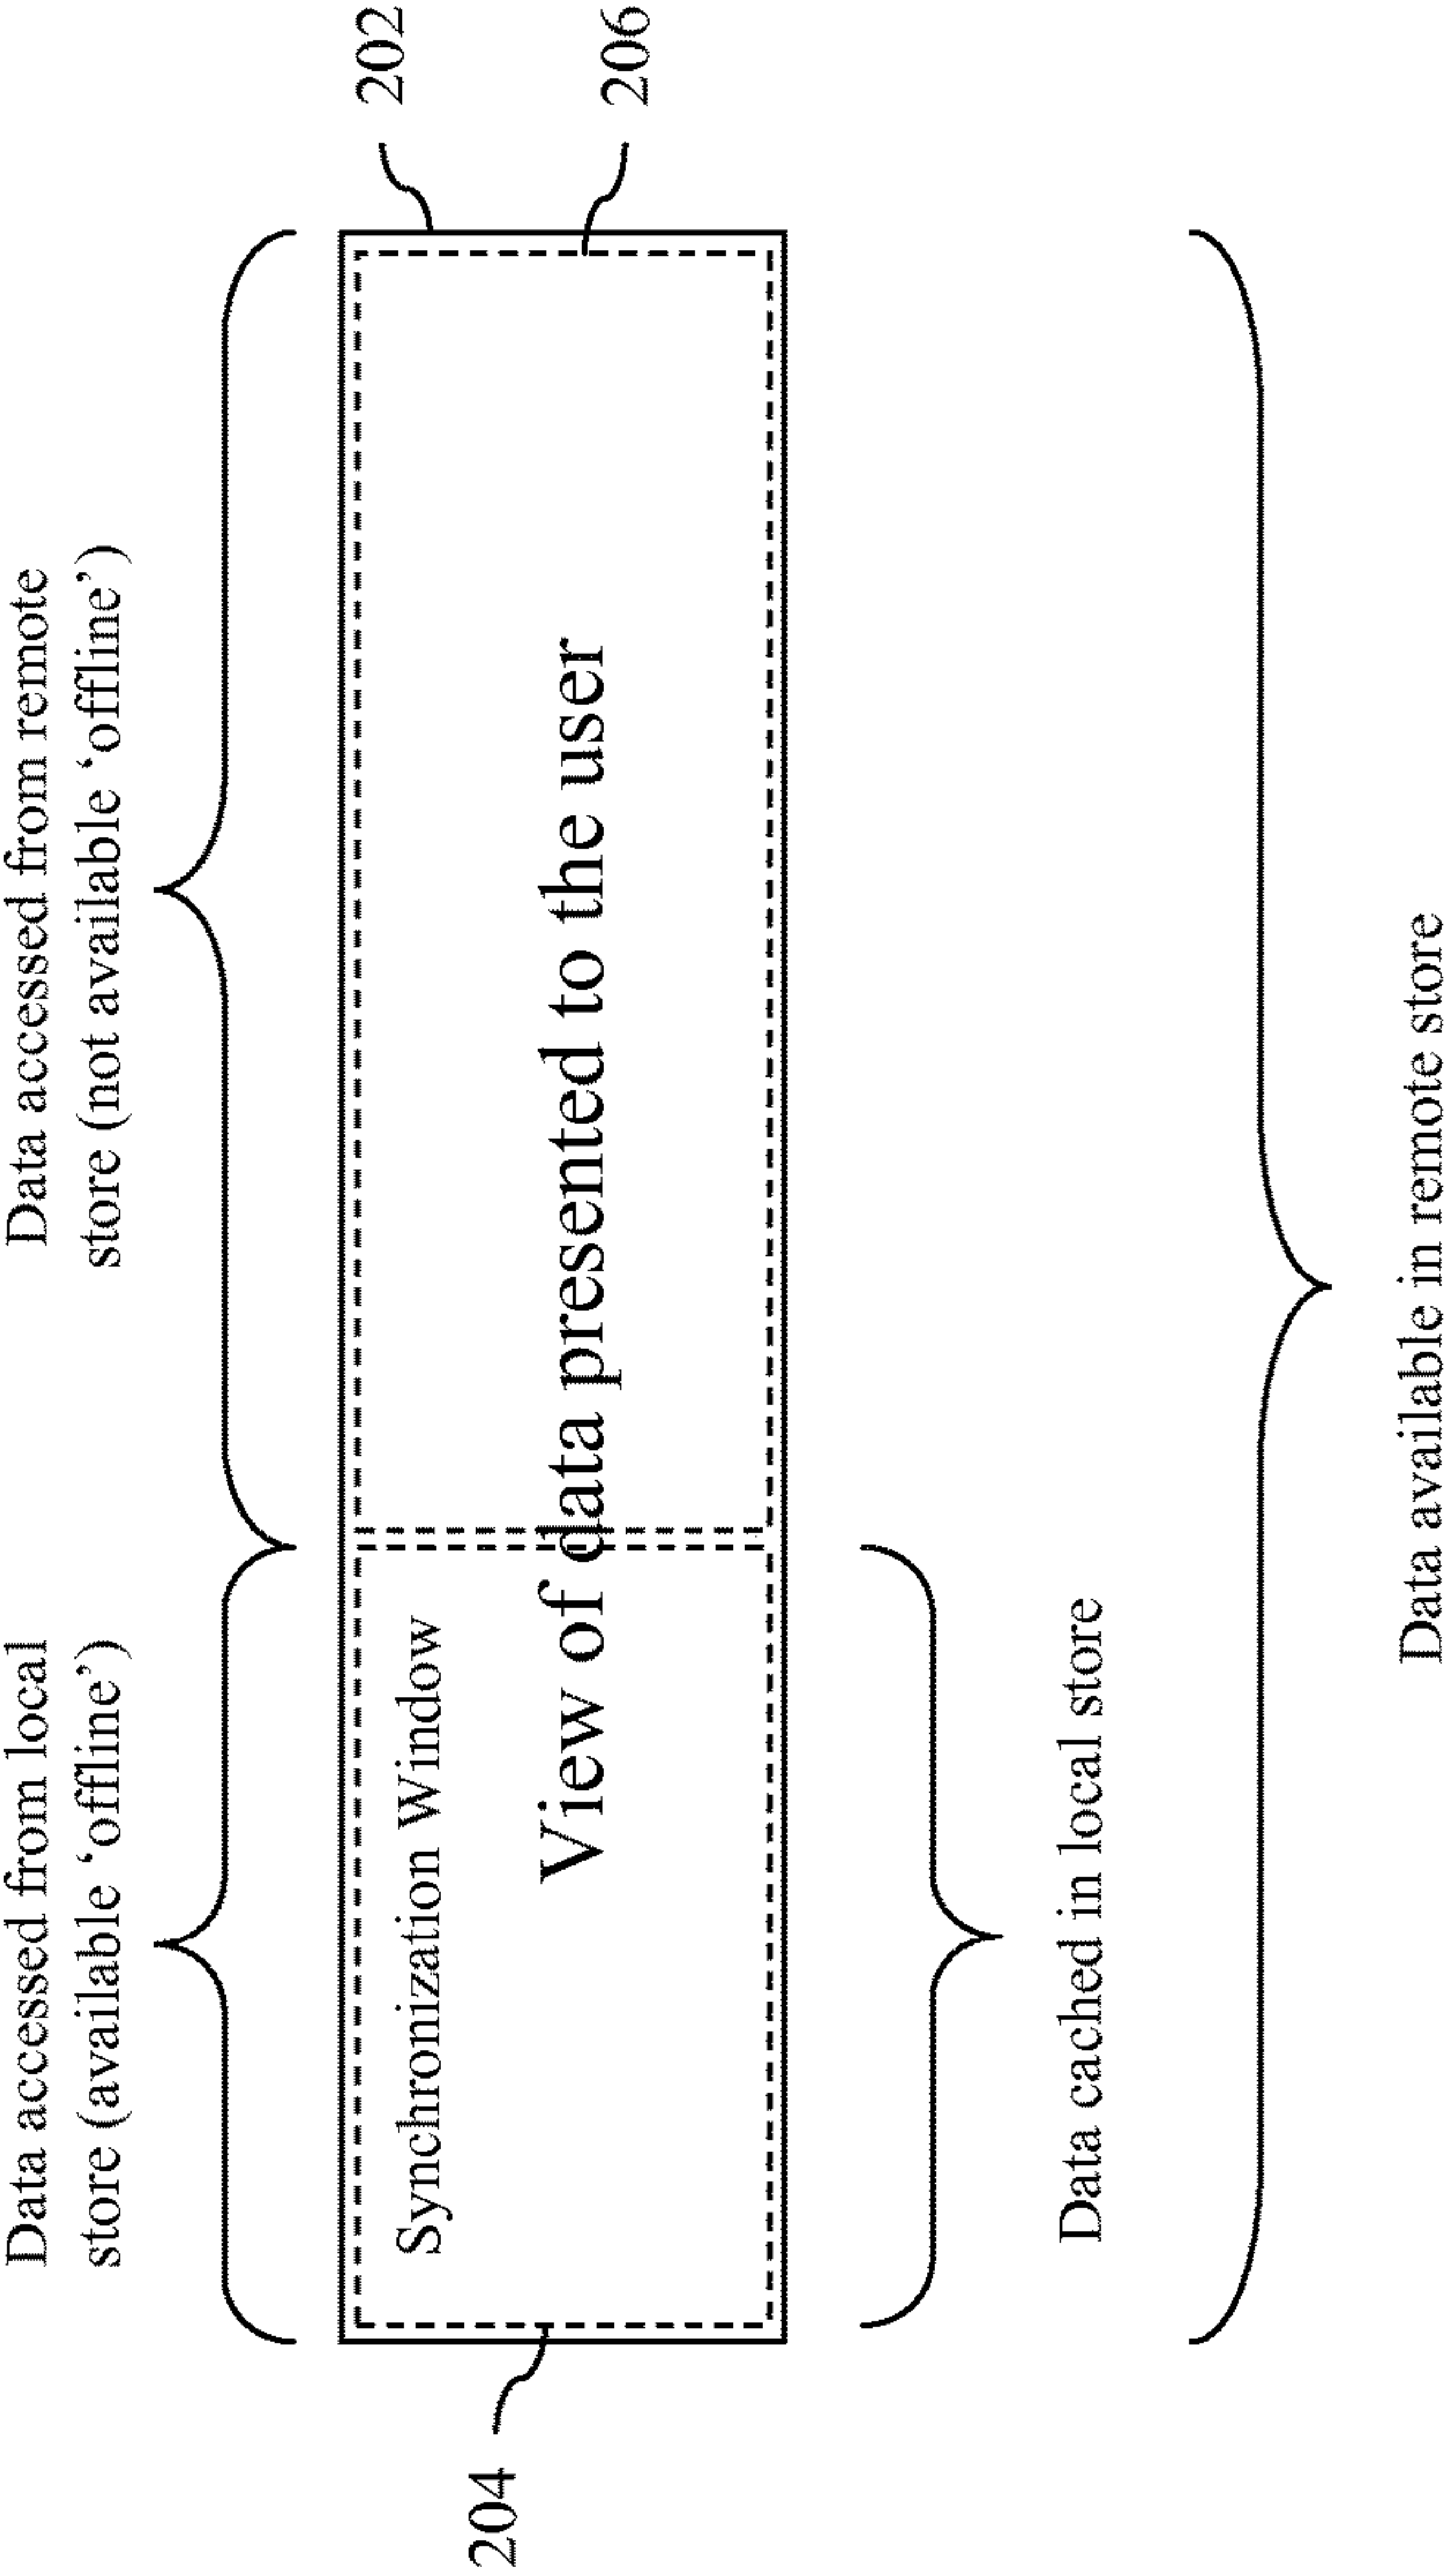 Data accessed from local
store (available ‘offline’)
Data accessed from remote
store (not available ‘offline’)
202
204
Synchronization Window
View of data presented to the user
206
Data cached in local store
Data available in remote store